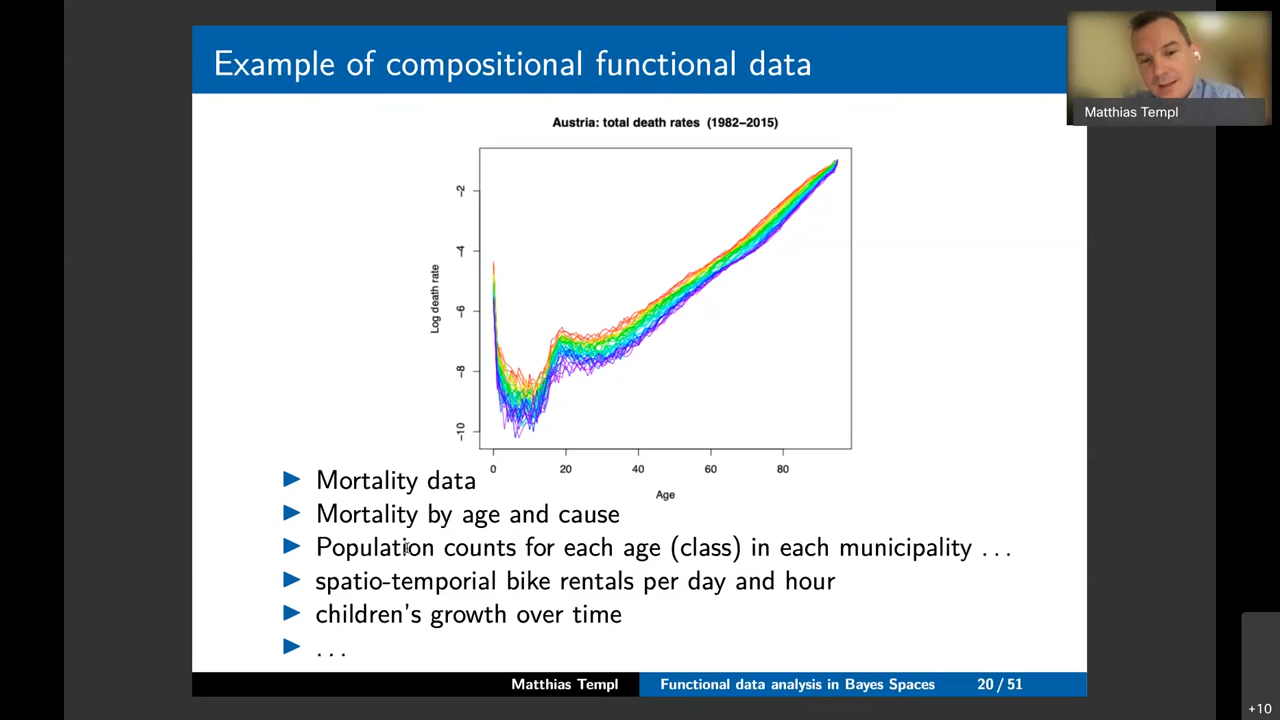 Example of compositional functional data
Matthias Templ
Austria: total death rates (1982–2015)
Log death rate
-2
-4
-6
-8
-10
0 20 40 60 80
Age
Mortality data
Mortality by age and cause
Population counts for each age (class) in each municipality ...
spatio-temporial bike rentals per day and hour
children's growth over time
...
Matthias Templ Functional data analysis in Bayes Spaces 20 / 51
+10